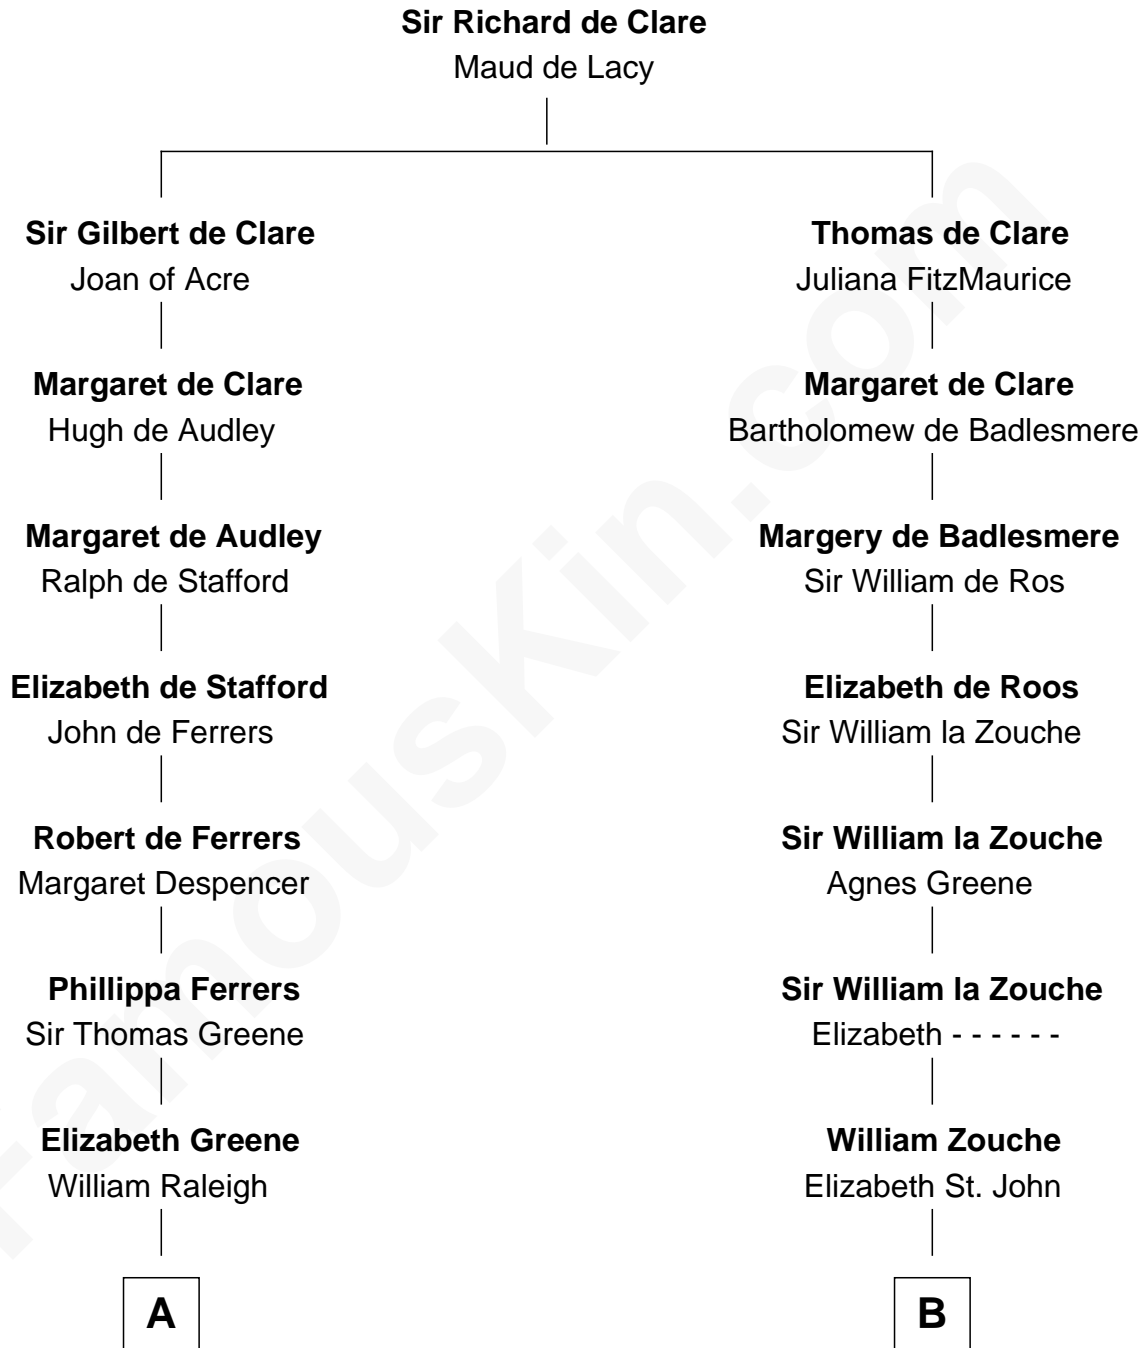 Sir Richard de Clare
Maud de Lacy
Sir Gilbert de Clare
Joan of Acre
Thomas de Clare
Juliana FitzMaurice
Margaret de Clare
Hugh de Audley
Margaret de Clare
Bartholomew de Badlesmere
Margaret de Audley
Ralph de Stafford
Margery de Badlesmere
Sir William de Ros
Elizabeth de Stafford
John de Ferrers
Elizabeth de Roos
Sir William la Zouche
Robert de Ferrers
Margaret Despencer
Sir William la Zouche
Agnes Greene
Phillippa Ferrers
Sir Thomas Greene
Sir William la Zouche
Elizabeth - - - - - -
Elizabeth Greene
William Raleigh
William Zouche
Elizabeth St. John
A
B
FamousKin.com